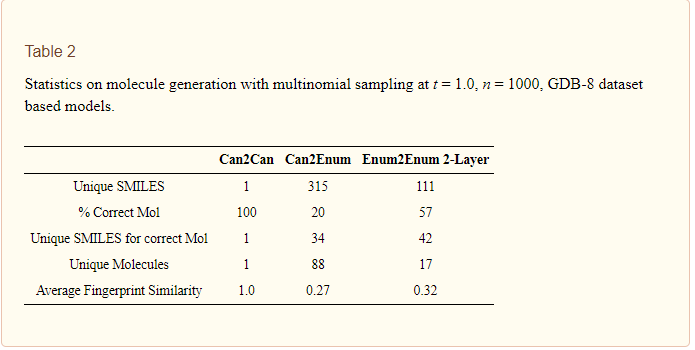 Table 2
Statistics on molecule generation with multinomial sampling at t = 1.0, n = 1000, GDB-8 dataset
based models.
Can2Can Can2Enum Enum2Enum 2-Layer
Unique SMILES 1 315 111
% Correct Mol 100 20 57
Unique SMILES for correct Mol 1 34 42
Unique Molecules 1 88 17
Average Fingerprint Similarity 1.0 0.27 0.32